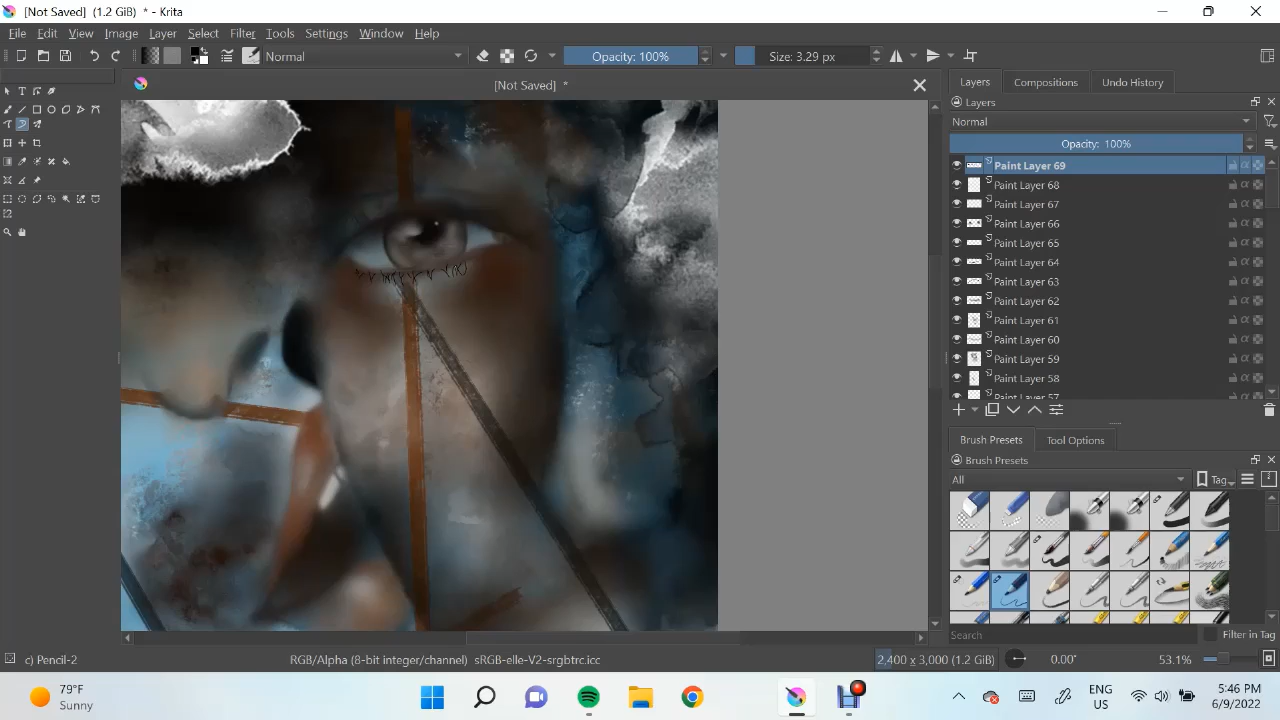 [Not Saved] (1.2 GiB) * - Krita
File Edit View Image Layer Filter Tools Settings Window Help
Normal Opacity: 100% Size: 3.29 px
[Not Saved] *
Layers Compositions Undo History
Layers
Normal
Opacity: 100%
Paint Layer 69
Paint Layer 68
Paint Layer 67
Paint Layer 66
Paint Layer 65
Paint Layer 64
Paint Layer 63
Paint Layer 62
Paint Layer 61
Paint Layer 60
Paint Layer 59
Paint Layer 58
Paint Layer 57
Brush Presets Tool Options
Brush Presets
All Tag
Search Filter in Tag
c) Pencil-2 RGB/Alpha (8-bit integer/channel) sRGB-elle-V2-srgbtrc.icc 2,400 x 3,000 (1.2 GiB) 0.00° 53.1%
79°F
Sunny
ENG
US
5:46 PM
6/9/2022